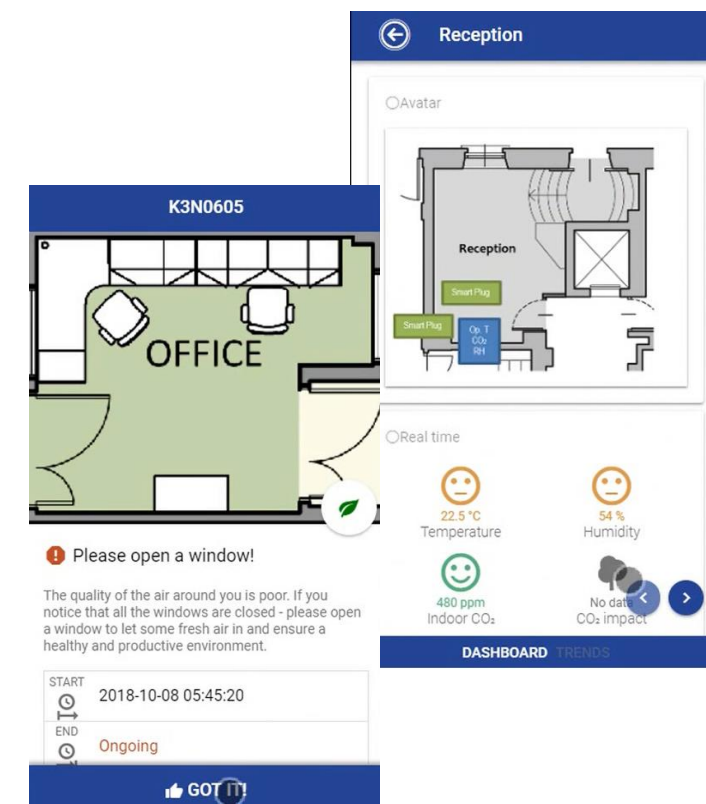 Reception
Avatar
Reception
Smart Plug
Smart Plug
Op. T
CO₂
RH
Real time
22.5 °C
Temperature
54 %
Humidity
480 ppm
Indoor CO₂
No data
CO₂ impact
DASHBOARD TRENDS
K3N0605
OFFICE
Please open a window!
The quality of the air around you is poor. If you
notice that all the windows are closed - please open
a window to let some fresh air in and ensure a
healthy and productive environment.
START
2018-10-08 05:45:20
END
Ongoing
GOT IT!